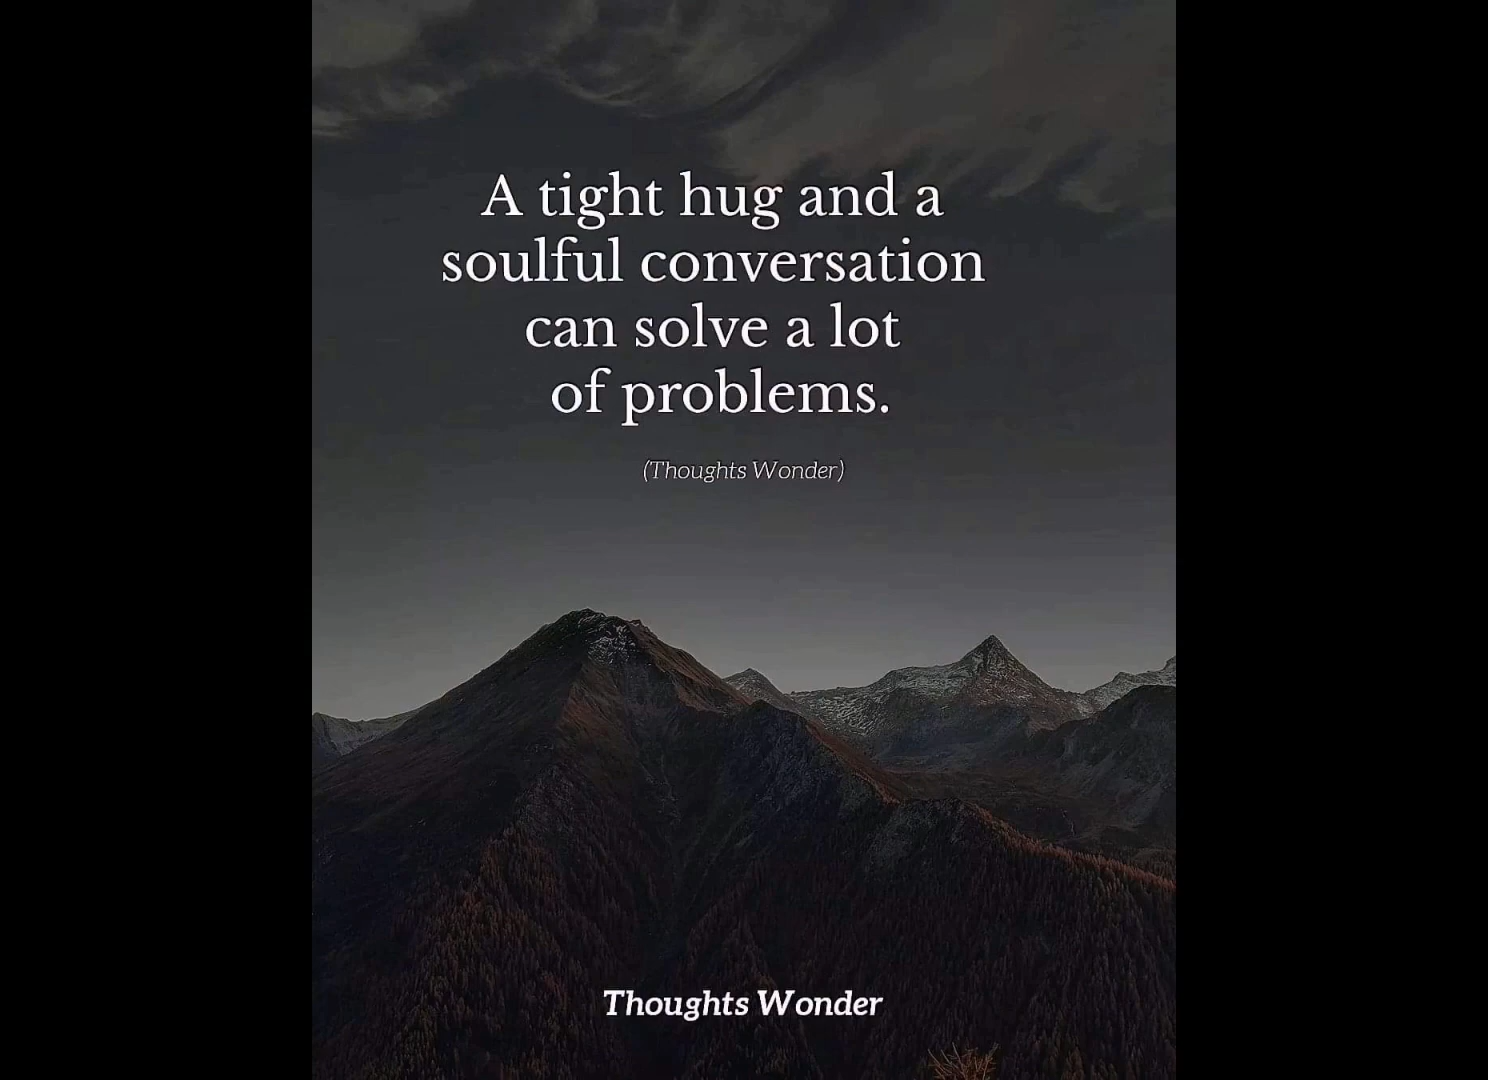 A tight hug and a
soulful conversation
can solve a lot
of problems.
(Thoughts Wonder)
Thoughts Wonder